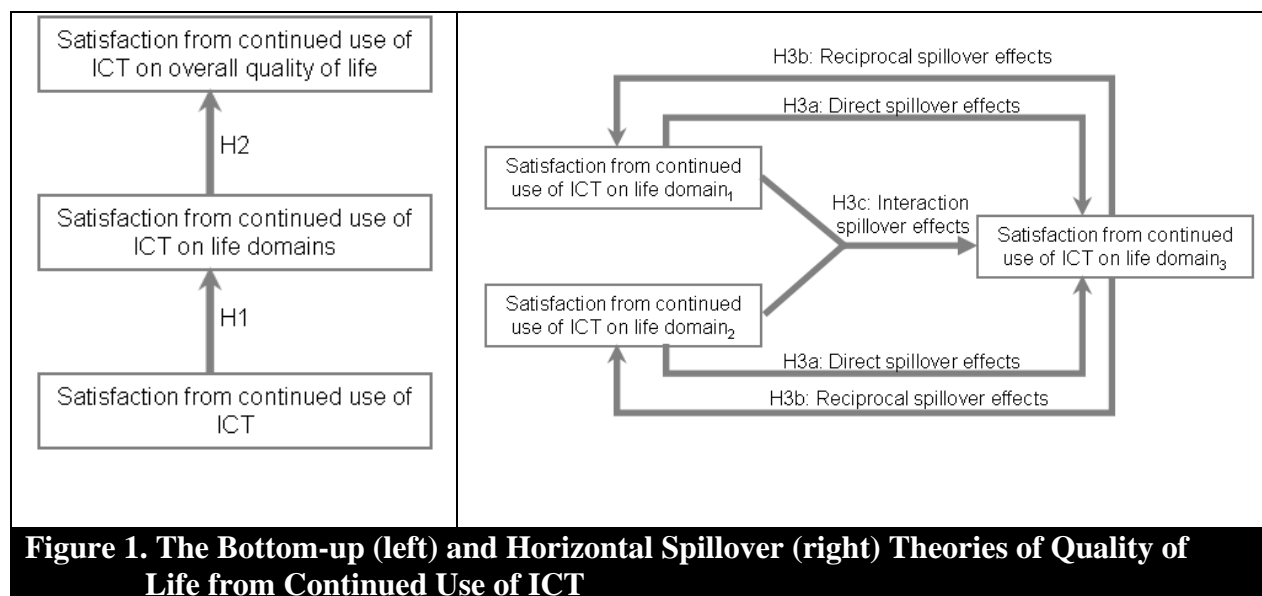 Satisfaction from continued use of
ICT on overall quality of life
H2
Satisfaction from continued use of
ICT on life domains
H1
Satisfaction from continued use of
ICT
H3b: Reciprocal spillover effects
H3a: Direct spillover effects
Satisfaction from continued
use of ICT on life domain₁
H3c: Interaction
spillover effects
Satisfaction from continued
use of ICT on life domain₃
Satisfaction from continued
use of ICT on life domain₂
H3a: Direct spillover effects
H3b: Reciprocal spillover effects
Figure 1. The Bottom-up (left) and Horizontal Spillover (right) Theories of Quality of
Life from Continued Use of ICT